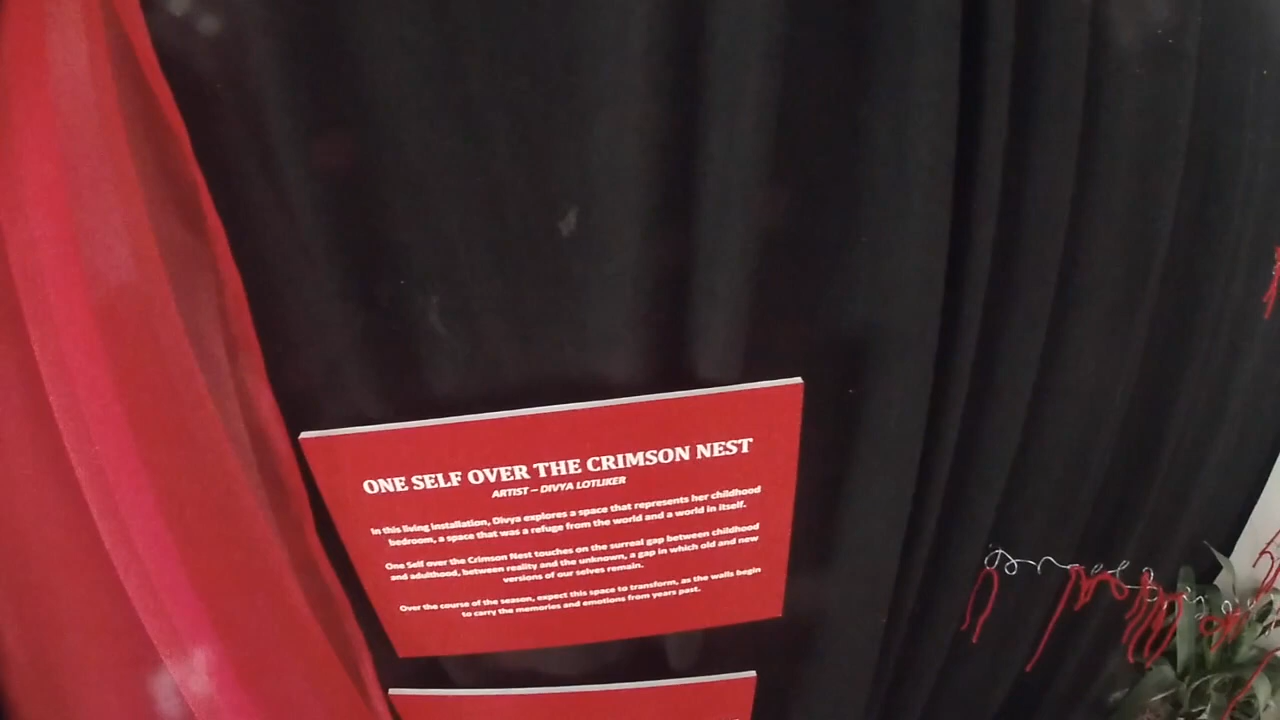 ONE SELF OVER THE CRIMSON NEST
ARTIST – DIVYA LOTLIKER
In this living installation, Divya explores a space that represents her childhood
bedroom, a space that was a refuge from the world and a world in itself.
One Self over the Crimson Nest touches on the surreal gap between childhood
and adulthood, between reality and the unknown, a gap in which old and new
versions of our selves remain.
Over the course of the season, expect this space to transform, as the walls begin
to carry the memories and emotions from years past.